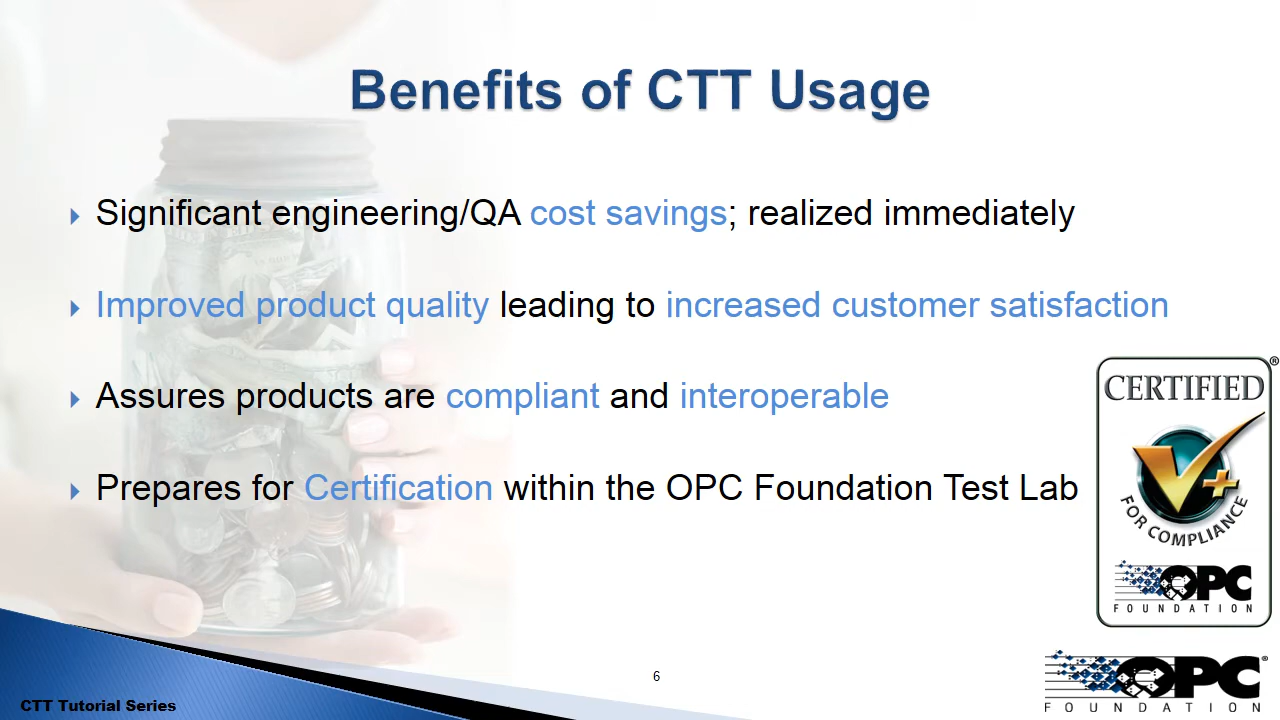 Benefits of CTT Usage
Significant engineering/QA cost savings; realized immediately
Improved product quality leading to increased customer satisfaction
Assures products are compliant and interoperable
Prepares for Certification within the OPC Foundation Test Lab
CERTIFIED®
V+
FOR COMPLIANCE
OPC
FOUNDATION
6
CTT Tutorial Series
OPC®
FOUNDATION